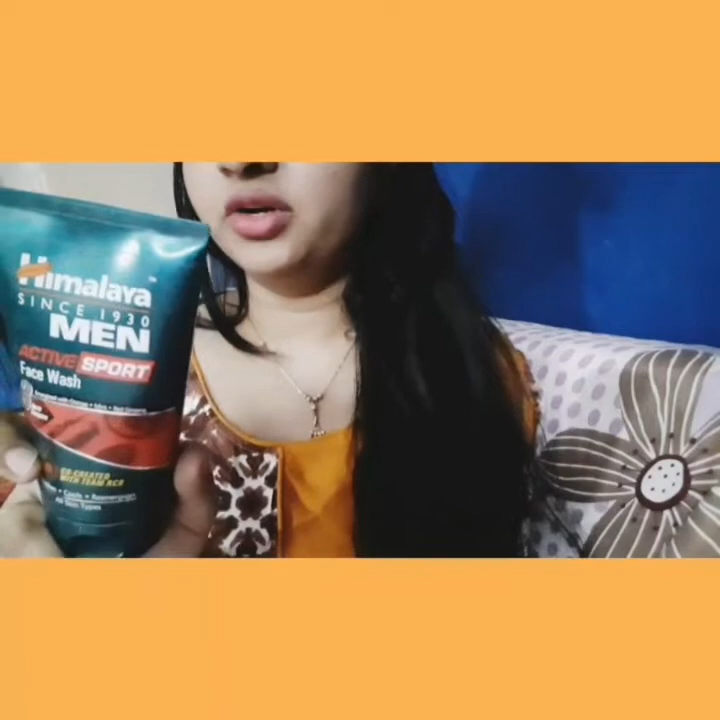 Himalaya
SINCE 1930
MEN
ACTIVE SPORT
Face Wash
CO-CREATED
WITH TEAM RCB
All Skin Types